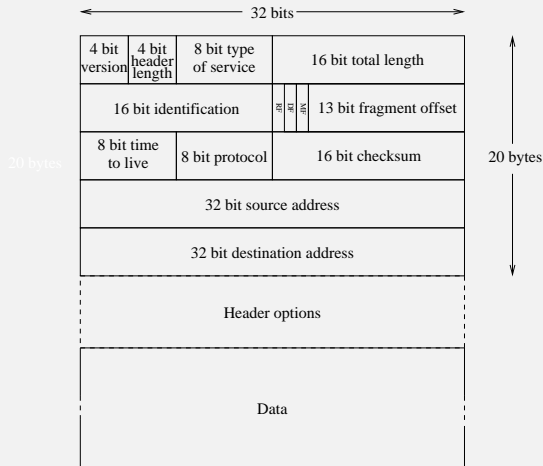 32 bits
4 bit
version
4 bit
header
length
8 bit type
of service
16 bit total length
16 bit identification
RF
DF
MF
13 bit fragment offset
8 bit time
to live
8 bit protocol
16 bit checksum
20 bytes
20 bytes
32 bit source address
32 bit destination address
Header options
Data